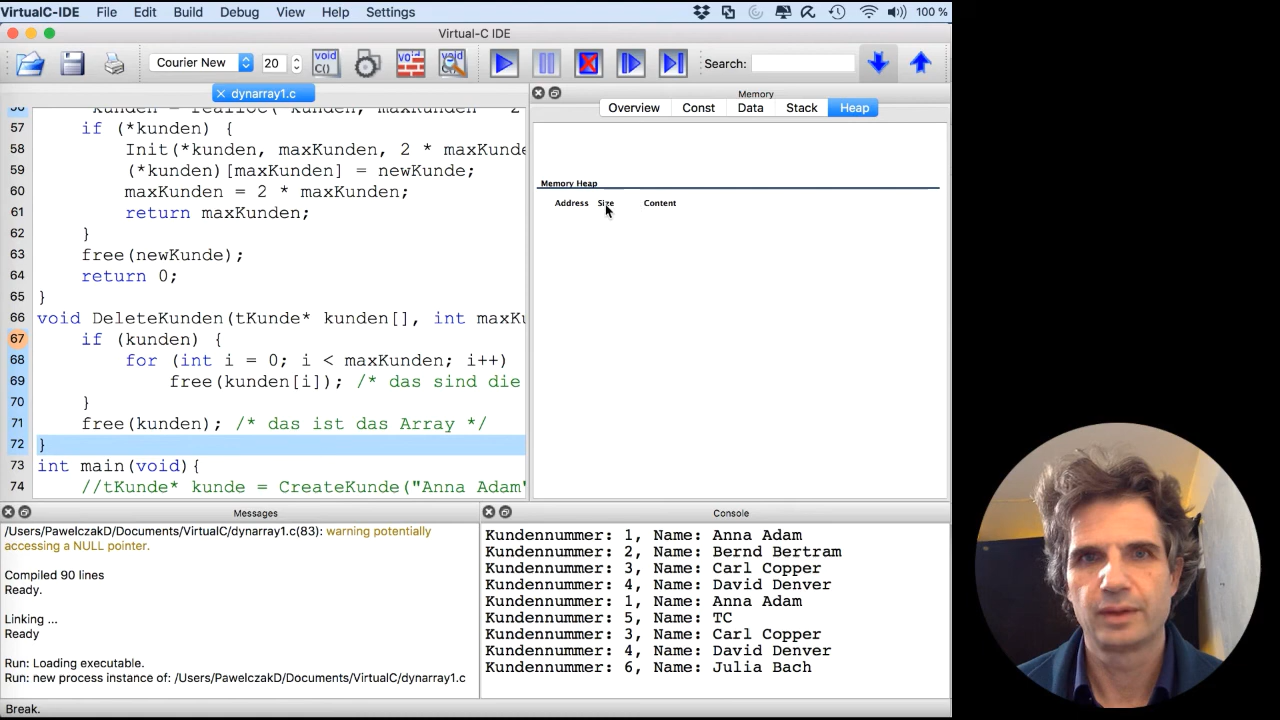 VirtualC-IDE File Edit Build Debug View Help Settings 100 %
Virtual-C IDE
Courier New 20 void C() Search:
dynarray1.c
Memory
Overview Const Data Stack Heap
57 if (*kunden) {
58 Init(*kunden, maxKunden, 2 * maxKunde
59 (*kunden)[maxKunden] = newKunde;
60 maxKunden = 2 * maxKunden;
61 return maxKunden;
62 }
63 free(newKunde);
64 return 0;
65 }
66 void DeleteKunden(tKunde* kunden[], int maxKu
67 if (kunden) {
68 for (int i = 0; i < maxKunden; i++)
69 free(kunden[i]); /* das sind die
70 }
71 free(kunden); /* das ist das Array */
72 }
73 int main(void){
74 //tKunde* kunde = CreateKunde("Anna Adam"
Memory Heap
Address Size Content
Messages
/Users/PawelczakD/Documents/VirtualC/dynarray1.c(83): warning potentially
accessing a NULL pointer.
Compiled 90 lines
Ready.
Linking ...
Ready
Run: Loading executable.
Run: new process instance of: /Users/PawelczakD/Documents/VirtualC/dynarray1.c
Console
Kundennummer: 1, Name: Anna Adam
Kundennummer: 2, Name: Bernd Bertram
Kundennummer: 3, Name: Carl Copper
Kundennummer: 4, Name: David Denver
Kundennummer: 1, Name: Anna Adam
Kundennummer: 5, Name: TC
Kundennummer: 3, Name: Carl Copper
Kundennummer: 4, Name: David Denver
Kundennummer: 6, Name: Julia Bach
Break.